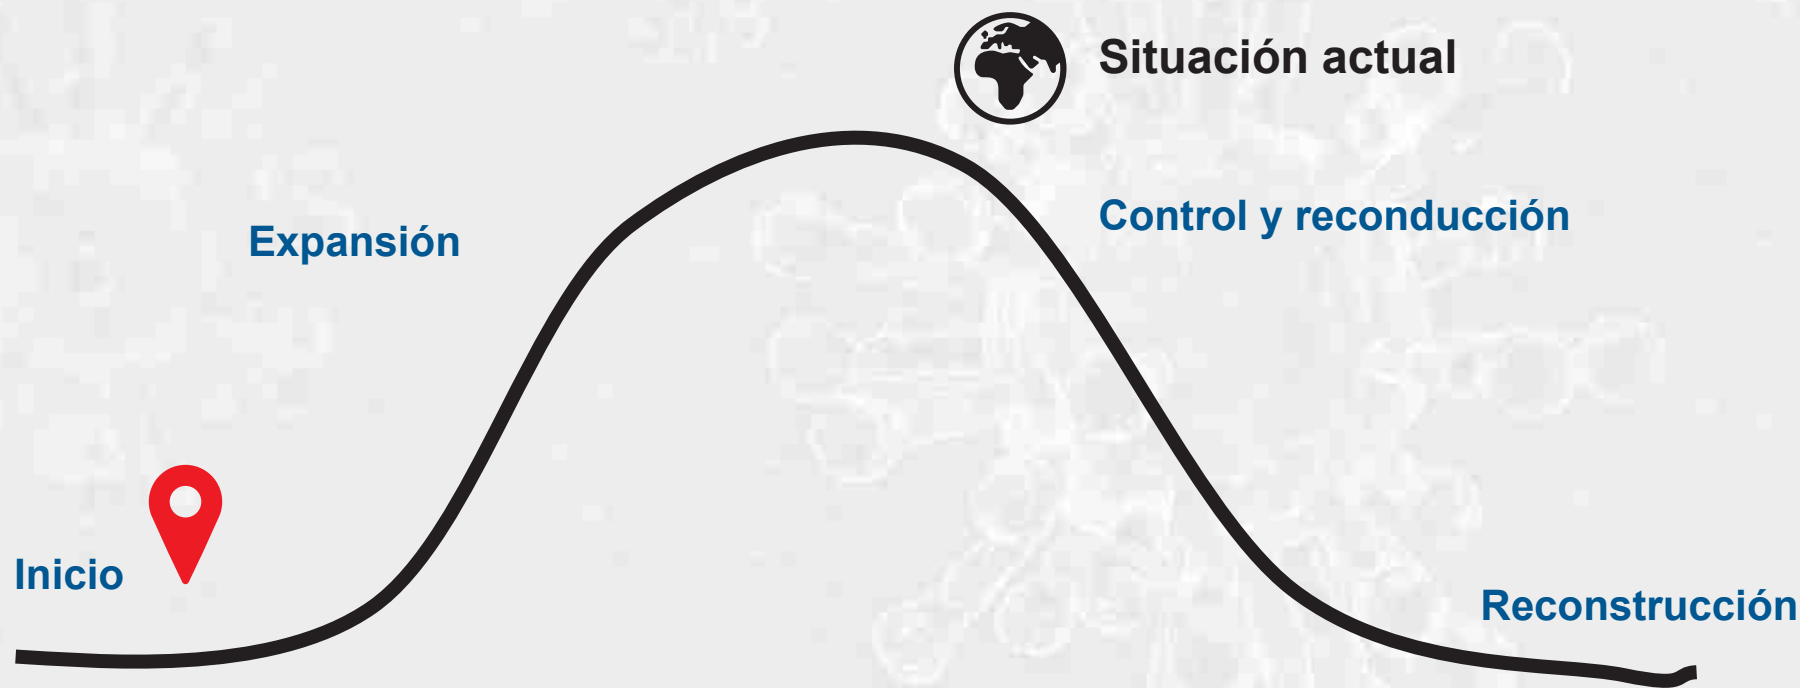 Situación actual
Control y reconducción
Expansión
Inicio
Reconstrucción